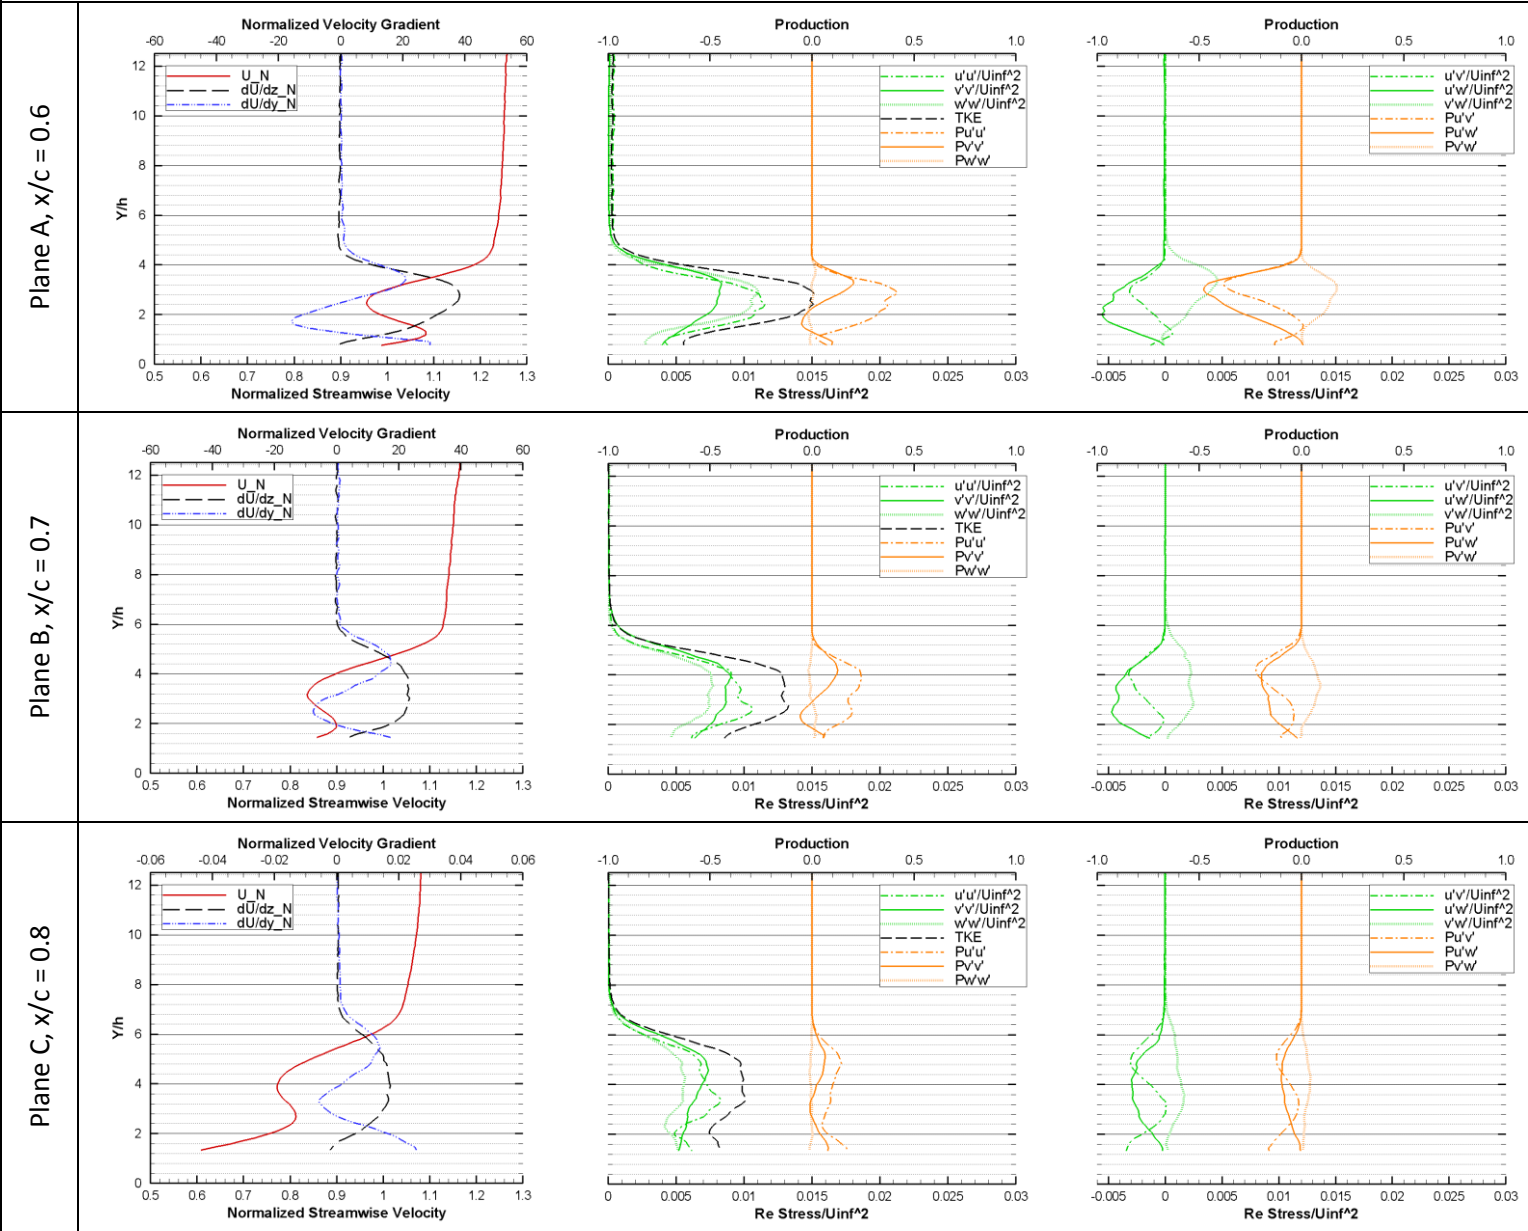 Plane A, x/c = 0.6
Normalized Velocity Gradient
-60 -40 -20 0 20 40 60
U_N
dU/dz_N
dU/dy_N
Y/h
12
10
8
6
4
2
0
0.5 0.6 0.7 0.8 0.9 1 1.1 1.2 1.3
Normalized Streamwise Velocity
Production
-1.0 -0.5 0.0 0.5 1.0
u'u'/Uinf^2
v'v'/Uinf^2
w'w'/Uinf^2
TKE
Pu'u'
Pv'v'
Pw'w'
0 0.005 0.01 0.015 0.02 0.025 0.03
Re Stress/Uinf^2
Production
-1.0 -0.5 0.0 0.5 1.0
u'v'/Uinf^2
u'w'/Uinf^2
v'w'/Uinf^2
Pu'v'
Pu'w'
Pv'w'
-0.005 0 0.005 0.01 0.015 0.02 0.025 0.03
Re Stress/Uinf^2
Plane B, x/c = 0.7
Normalized Velocity Gradient
-60 -40 -20 0 20 40 60
U_N
dU/dz_N
dU/dy_N
Y/h
12
10
8
6
4
2
0
0.5 0.6 0.7 0.8 0.9 1 1.1 1.2 1.3
Normalized Streamwise Velocity
Production
-1.0 -0.5 0.0 0.5 1.0
u'u'/Uinf^2
v'v'/Uinf^2
w'w'/Uinf^2
TKE
Pu'u'
Pv'v'
Pw'w'
0 0.005 0.01 0.015 0.02 0.025 0.03
Re Stress/Uinf^2
Production
-1.0 -0.5 0.0 0.5 1.0
u'v'/Uinf^2
u'w'/Uinf^2
v'w'/Uinf^2
Pu'v'
Pu'w'
Pv'w'
-0.005 0 0.005 0.01 0.015 0.02 0.025 0.03
Re Stress/Uinf^2
Plane C, x/c = 0.8
Normalized Velocity Gradient
-0.06 -0.04 -0.02 0 0.02 0.04 0.06
U_N
dU/dz_N
dU/dy_N
Y/h
12
10
8
6
4
2
0
0.5 0.6 0.7 0.8 0.9 1 1.1 1.2 1.3
Normalized Streamwise Velocity
Production
-1.0 -0.5 0.0 0.5 1.0
u'u'/Uinf^2
v'v'/Uinf^2
w'w'/Uinf^2
TKE
Pu'u'
Pv'v'
Pw'w'
0 0.005 0.01 0.015 0.02 0.025 0.03
Re Stress/Uinf^2
Production
-1.0 -0.5 0.0 0.5 1.0
u'v'/Uinf^2
u'w'/Uinf^2
v'w'/Uinf^2
Pu'v'
Pu'w'
Pv'w'
-0.005 0 0.005 0.01 0.015 0.02 0.025 0.03
Re Stress/Uinf^2